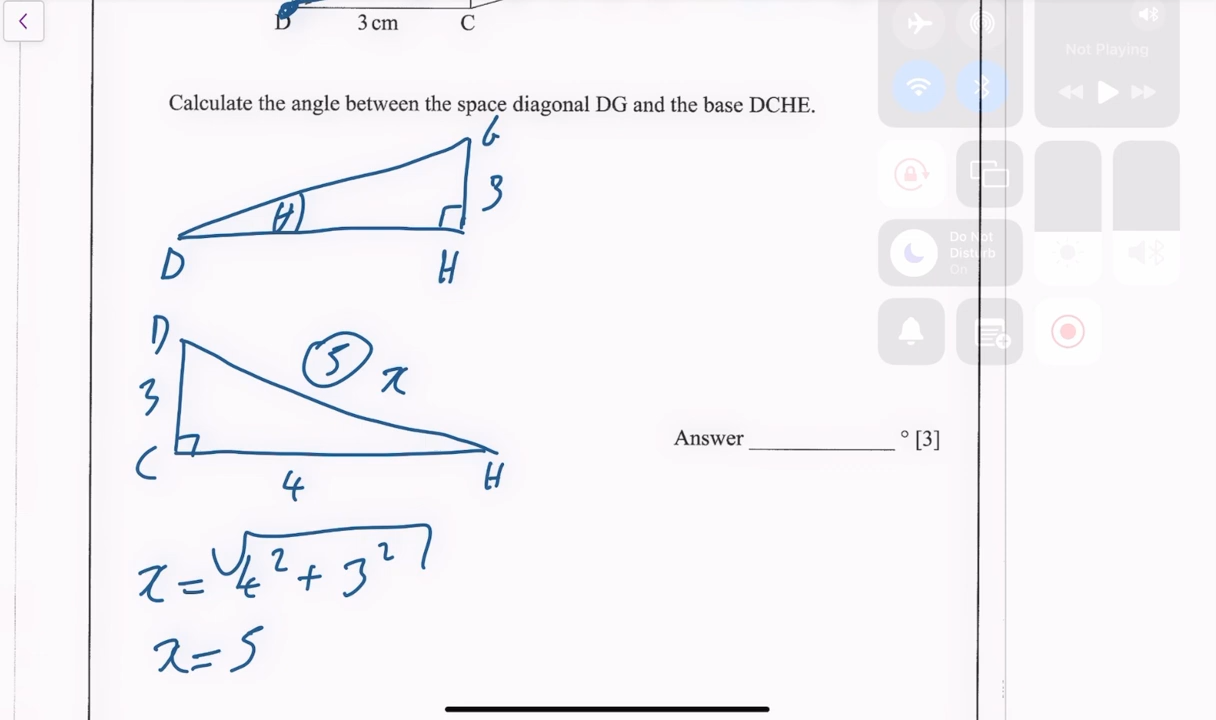 D 3 cm C
Not Playing
Calculate the angle between the space diagonal DG and the base DCHE.
G
θ 3
D H
Do Not
Disturb
On
D
5 x
3
Answer ____________ ° [3]
C H
4
x = √4² + 3²
x = 5